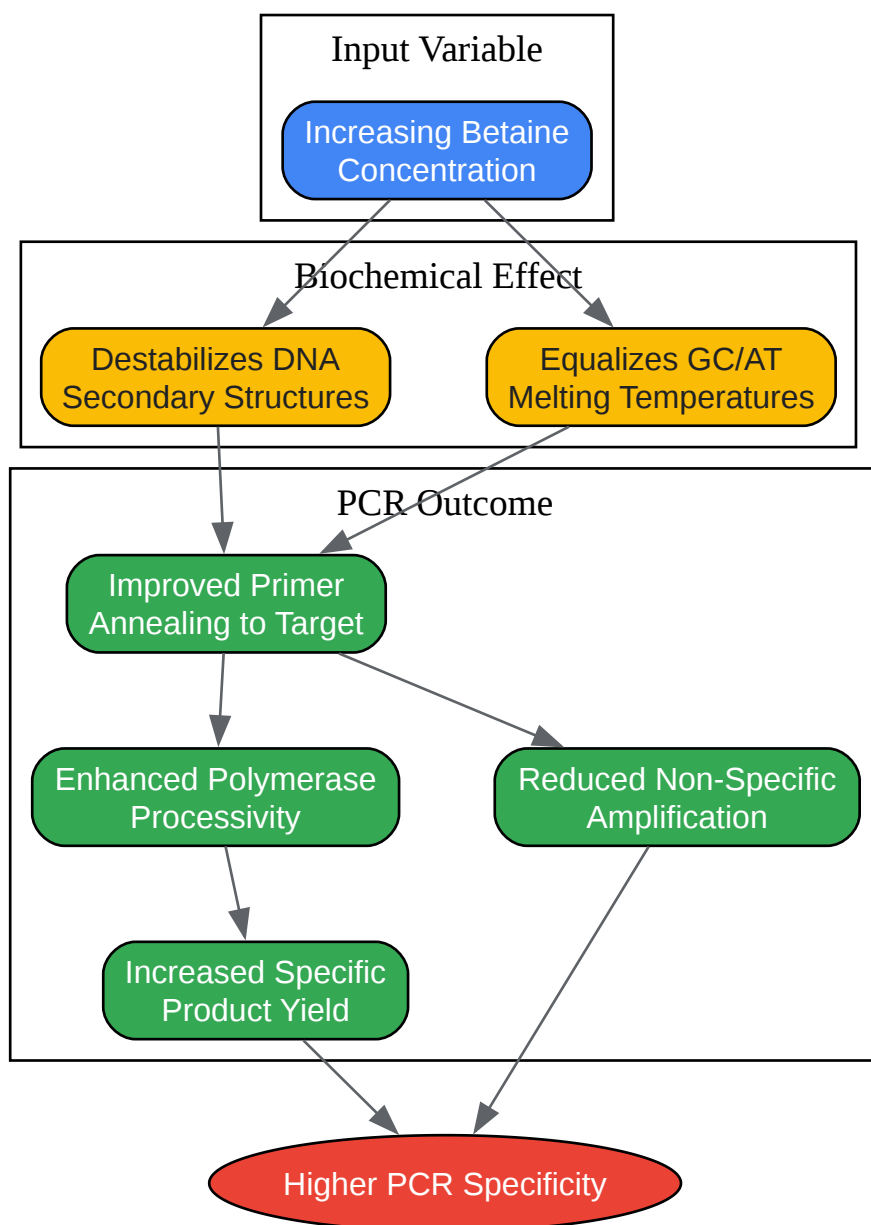 Input Variable
Increasing Betaine
Concentration
Biochemical Effect
Destabilizes DNA
Secondary Structures
Equalizes GC/AT
Melting Temperatures
PCR Outcome
Improved Primer
Annealing to Target
Enhanced Polymerase
Processivity
Reduced Non-Specific
Amplification
Increased Specific
Product Yield
Higher PCR Specificity